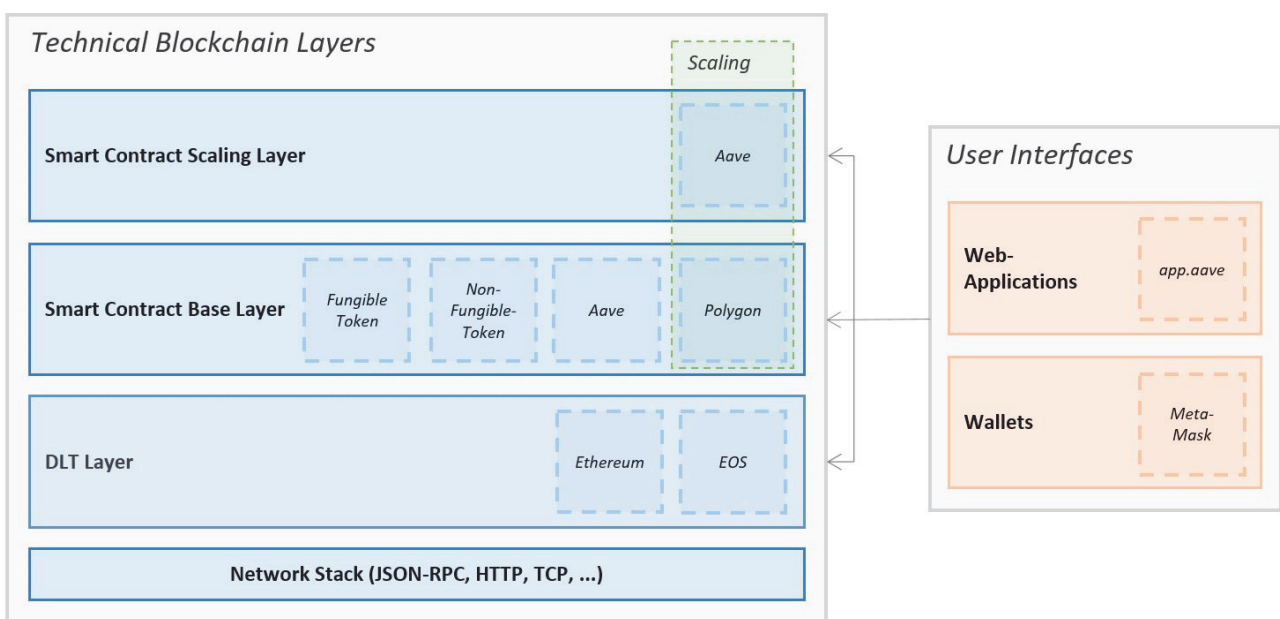 Technical Blockchain Layers
Scaling
Smart Contract Scaling Layer
Aave
Smart Contract Base Layer
Fungible
Token
Non-
Fungible-
Token
Aave
Polygon
DLT Layer
Ethereum
EOS
Network Stack (JSON-RPC, HTTP, TCP, ...)
User Interfaces
Web-
Applications
app.aave
Wallets
Meta-
Mask